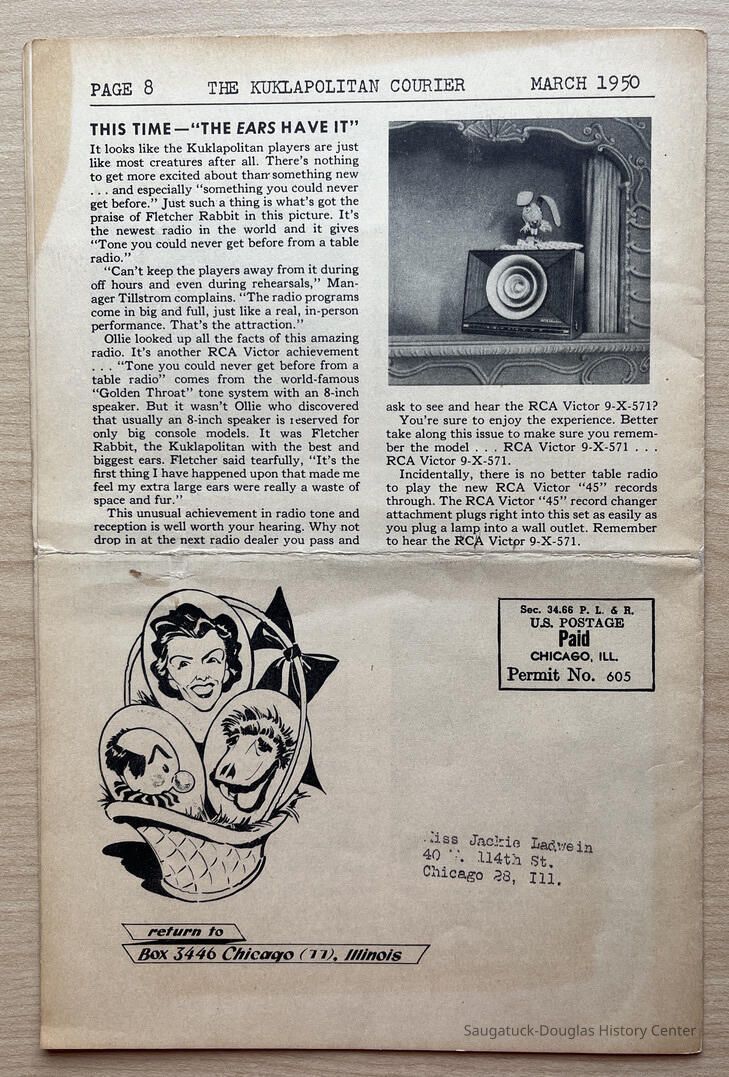 PAGE 8 THE KUKLAPOLITAN COURIER MARCH 1950
THIS TIME—“THE EARS HAVE IT”
It looks like the Kuklapolitan players are just
like most creatures after all. There’s nothing
to get more excited about than something new
. . . and especially “something you could never
get before.” Just such a thing is what’s got the
praise of Fletcher Rabbit in this picture. It’s
the newest radio in the world and it gives
“Tone you could never get before from a table
radio.”
“Can’t keep the players away from it during
off hours and even during rehearsals,” Man-
ager Tillstrom complains. “The radio programs
come in big and full, just like a real, in-person
performance. That’s the attraction.”
Ollie looked up all the facts of this amazing
radio. It’s another RCA Victor achievement
. . . “Tone you could never get before from a
table radio” comes from the world-famous
“Golden Throat” tone system with an 8-inch
speaker. But it wasn’t Ollie who discovered
that usually an 8-inch speaker is reserved for
only big console models. It was Fletcher
Rabbit, the Kuklapolitan with the best and
biggest ears. Fletcher said tearfully, “It’s the
first thing I have happened upon that made me
feel my extra large ears were really a waste of
space and fur.”
This unusual achievement in radio tone and
reception is well worth your hearing. Why not
drop in at the next radio dealer you pass and
ask to see and hear the RCA Victor 9-X-571?
You’re sure to enjoy the experience. Better
take along this issue to make sure you remem-
ber the model . . . RCA Victor 9-X-571 . . .
RCA Victor 9-X-571.
Incidentally, there is no better table radio
to play the new RCA Victor “45” records
through. The RCA Victor “45” record changer
attachment plugs right into this set as easily as
you plug a lamp into a wall outlet. Remember
to hear the RCA Victor 9-X-571.
Sec. 34.66 P. L. & R.
U.S. POSTAGE
Paid
CHICAGO, ILL.
Permit No. 605
Miss Jackie Ladwein
40 114th St.
Chicago 28, Ill.
return to
Box 3446 Chicago (11), Illinois
Saugatuck-Douglas History Center